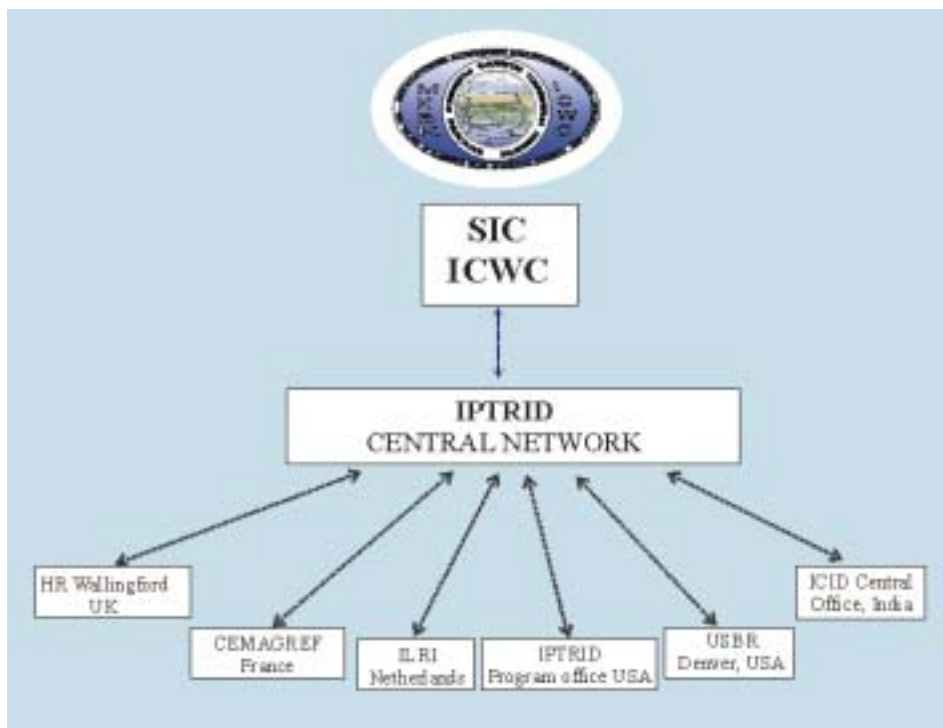 SIC
ICWC
IPTRID
CENTRAL NETWORK
HR Wallingford
UK
CEMAGREF
France
ILRI
Netherlands
IPTRID
Program office USA
USBR
Denver, USA
ICID Central
Office, India